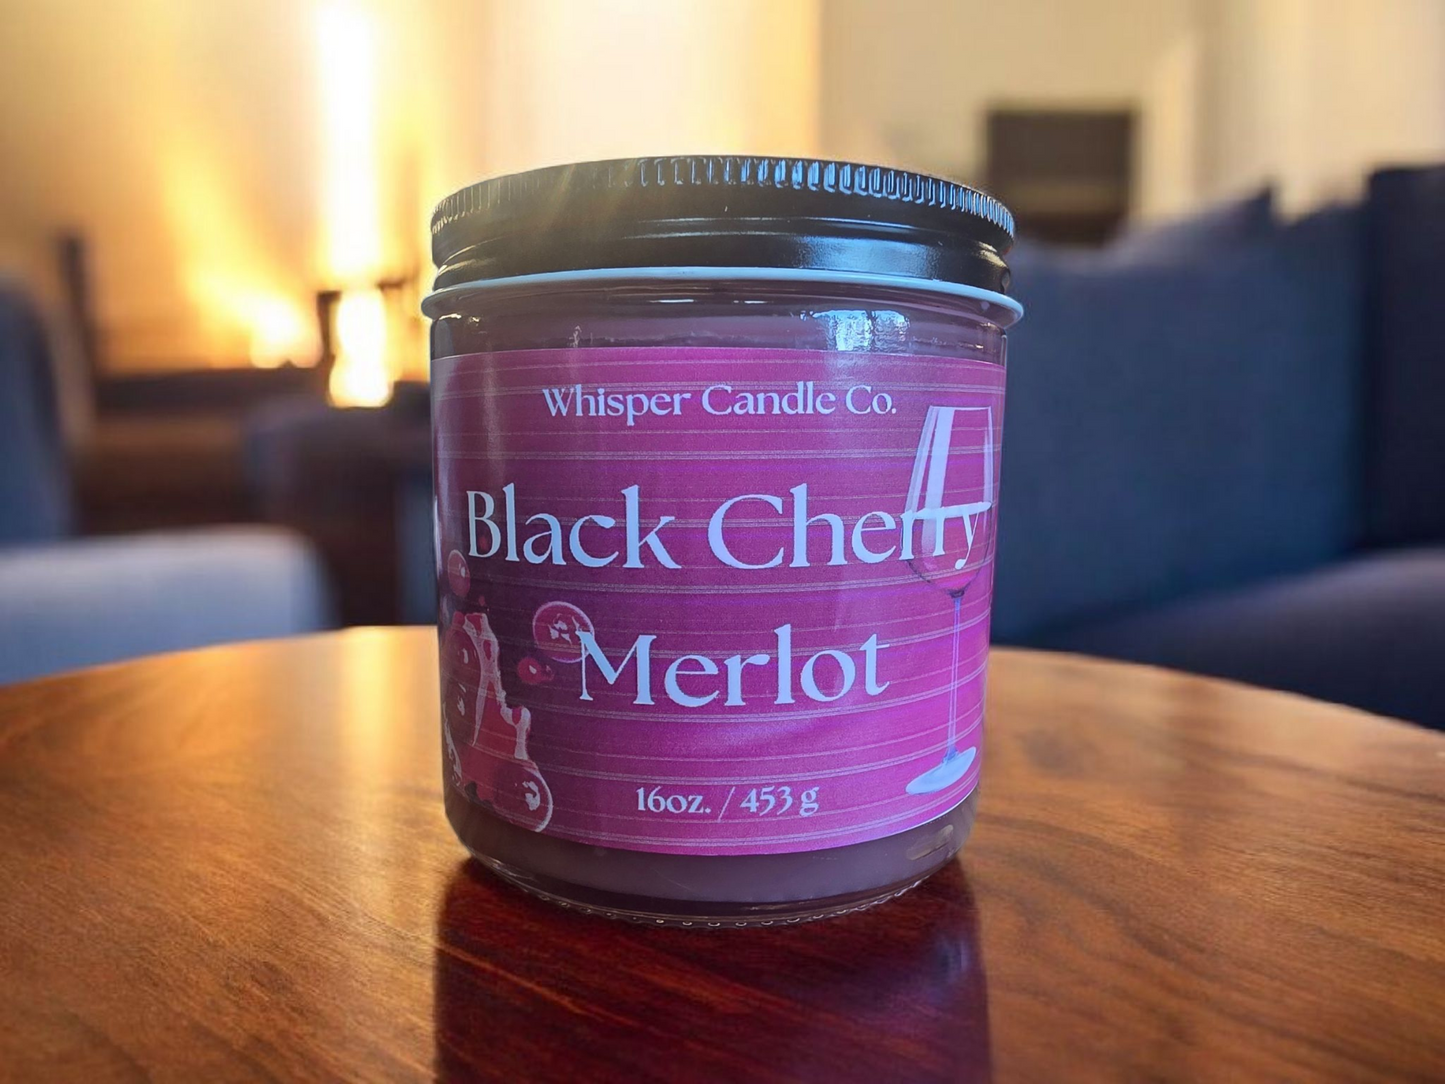 Whisper Candle Co.
Black Cherry
Merlot
16oz. / 453 g